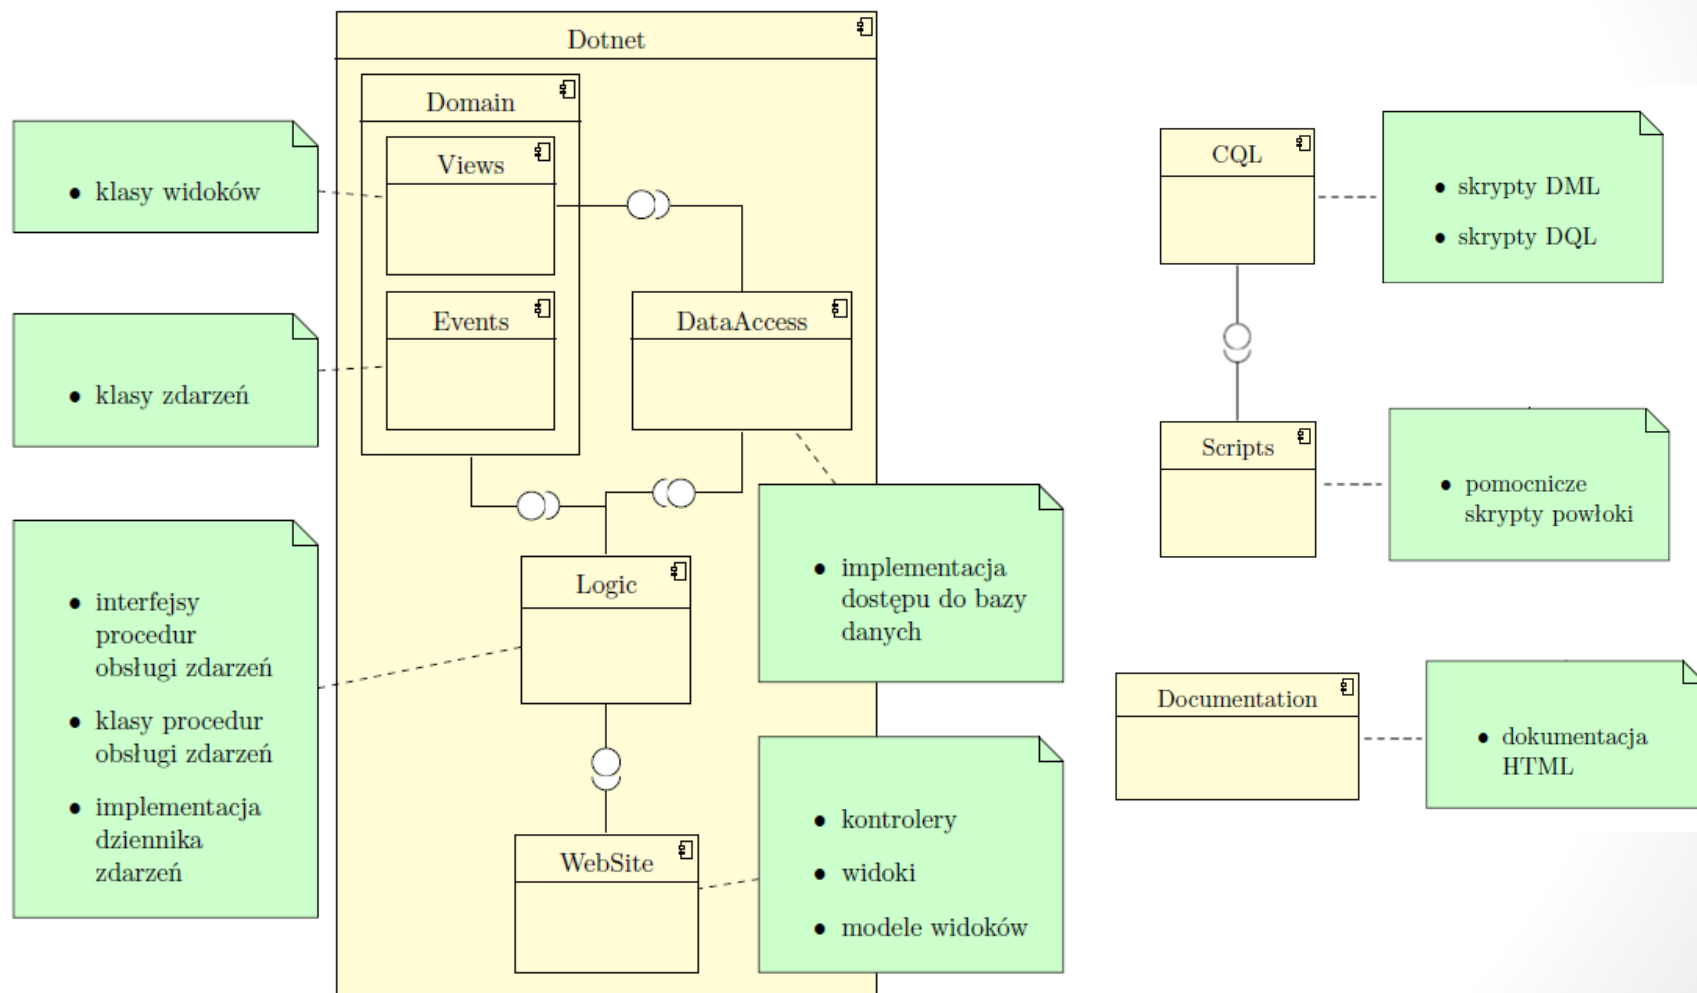 Dotnet
Domain
Views
• klasy widoków
Events
• klasy zdarzeń
DataAccess
• implementacja
dostępu do bazy
danych
Logic
• interfejsy
procedur
obsługi zdarzeń
• klasy procedur
obsługi zdarzeń
• implementacja
dziennika
zdarzeń
WebSite
• kontrolery
• widoki
• modele widoków
CQL
• skrypty DML
• skrypty DQL
Scripts
• pomocnicze
skrypty powłoki
Documentation
• dokumentacja
HTML